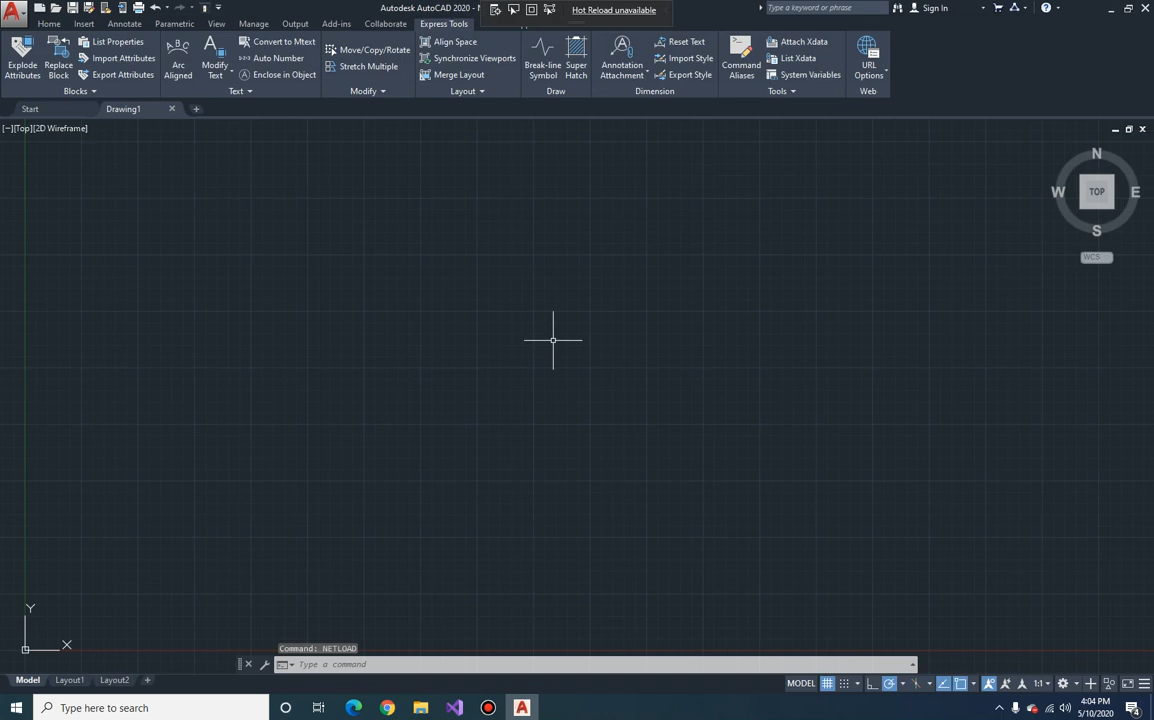 Autodesk AutoCAD 2020 -
Hot Reload unavailable
Type a keyword or phrase
Sign In
Home Insert Annotate Parametric View Manage Output Add-ins Collaborate Express Tools
Explode Attributes
Replace Block
List Properties
Import Attributes
Export Attributes
Blocks
Arc Aligned
Modify Text
Convert to Mtext
Auto Number
Enclose in Object
Text
Move/Copy/Rotate
Stretch Multiple
Modify
Align Space
Synchronize Viewports
Merge Layout
Layout
Break-line Symbol
Super Hatch
Draw
Annotation Attachment
Reset Text
Import Style
Export Style
Dimension
Command Aliases
Attach Xdata
List Xdata
System Variables
Tools
URL Options
Web
Start
Drawing1
[−][Top][2D Wireframe]
N
W TOP E
S
WCS
Y
X
Command: NETLOAD
Type a command
Model Layout1 Layout2
MODEL
1:1
Type here to search
4:04 PM
5/10/2020
4